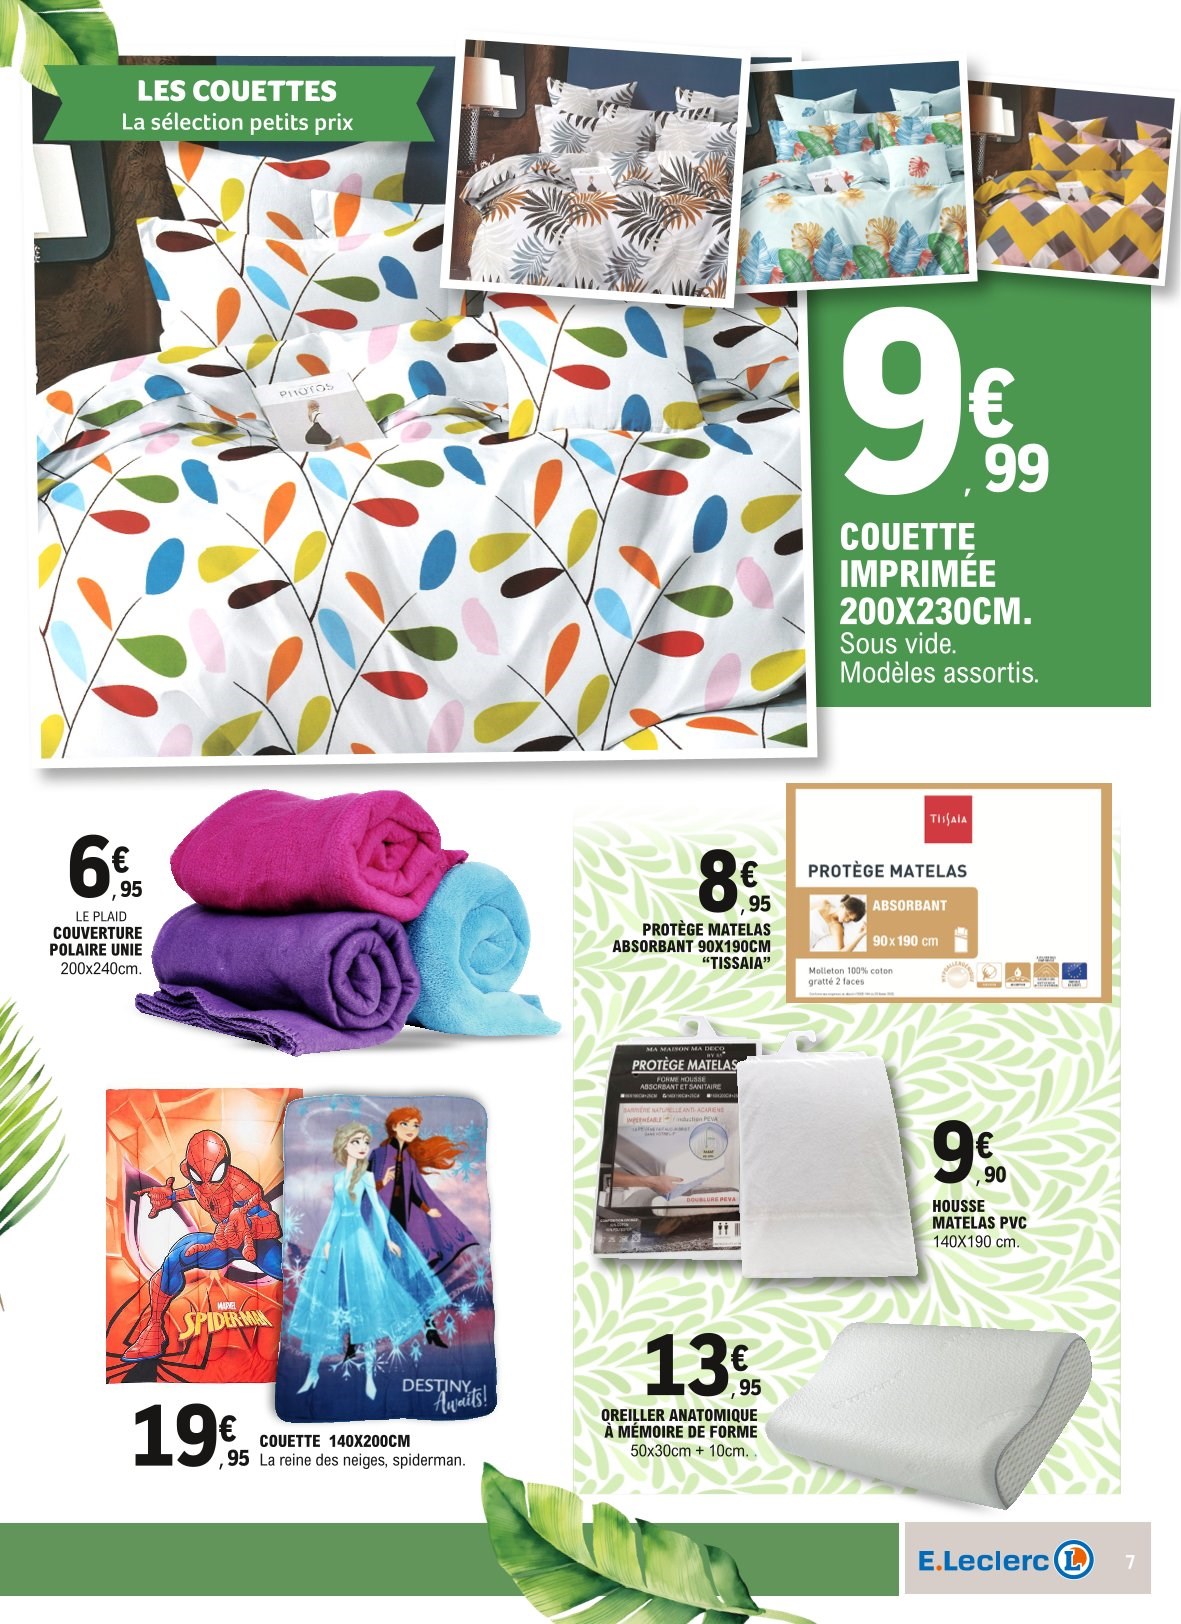 LES COUETTES
La sélection petits prix
PHOTOS
9€,99
COUETTE
IMPRIMÉE
200X230CM.
Sous vide.
Modèles assortis.
6€,95
LE PLAID
COUVERTURE
POLAIRE UNIE
200x240cm.
8€,95
PROTÈGE MATELAS
ABSORBANT 90X190CM
“TISSAIA”
TISSAIA
PROTÈGE MATELAS
ABSORBANT
90 x 190 cm
Molleton 100% coton
gratté 2 faces
MA MAISON MA DECO
PROTÈGE MATELAS
FORME HOUSSE
ABSORBANT ET SANITAIRE
DOUBLURE PEVA
9€,90
HOUSSE
MATELAS PVC
140X190 cm.
MARVEL
SPIDER-MAN
DESTINY
Awaits!
19€,95
COUETTE 140X200CM
La reine des neiges, spiderman.
13€,95
OREILLER ANATOMIQUE
À MÉMOIRE DE FORME
50x30cm + 10cm.
E.Leclerc L
7